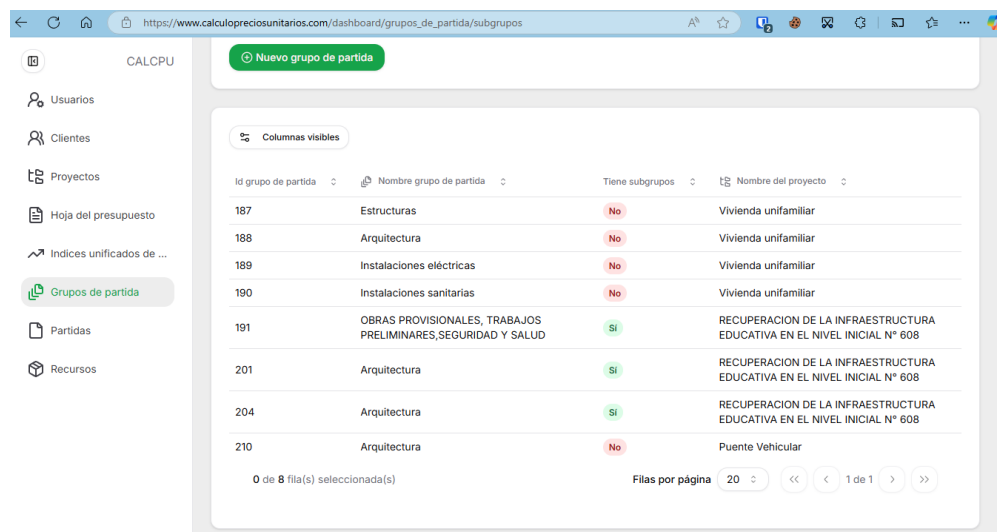 https://www.calculopreciosunitarios.com/dashboard/grupos_de_partida/subgrupos
2
CALCPU
Usuarios
Clientes
Proyectos
Hoja del presupuesto
Indices unificados de ...
Grupos de partida
Partidas
Recursos
Nuevo grupo de partida
Columnas visibles
Id grupo de partida Nombre grupo de partida Tiene subgrupos Nombre del proyecto
187 Estructuras No Vivienda unifamiliar
188 Arquitectura No Vivienda unifamiliar
189 Instalaciones eléctricas No Vivienda unifamiliar
190 Instalaciones sanitarias No Vivienda unifamiliar
191 OBRAS PROVISIONALES, TRABAJOS
PRELIMINARES,SEGURIDAD Y SALUD Sí RECUPERACION DE LA INFRAESTRUCTURA
EDUCATIVA EN EL NIVEL INICIAL N° 608
201 Arquitectura Sí RECUPERACION DE LA INFRAESTRUCTURA
EDUCATIVA EN EL NIVEL INICIAL N° 608
204 Arquitectura Sí RECUPERACION DE LA INFRAESTRUCTURA
EDUCATIVA EN EL NIVEL INICIAL N° 608
210 Arquitectura No Puente Vehicular
0 de 8 fila(s) seleccionada(s) Filas por página 20 1 de 1